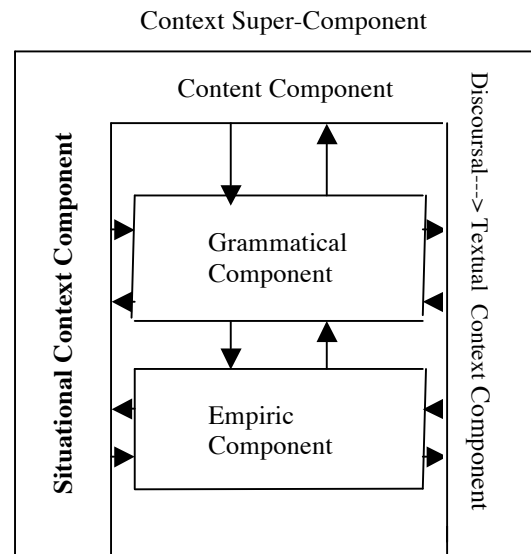 Context Super-Component
Content Component
Situational Context Component
Discoursal---> Textual Context Component
Grammatical
Component
Empiric
Component